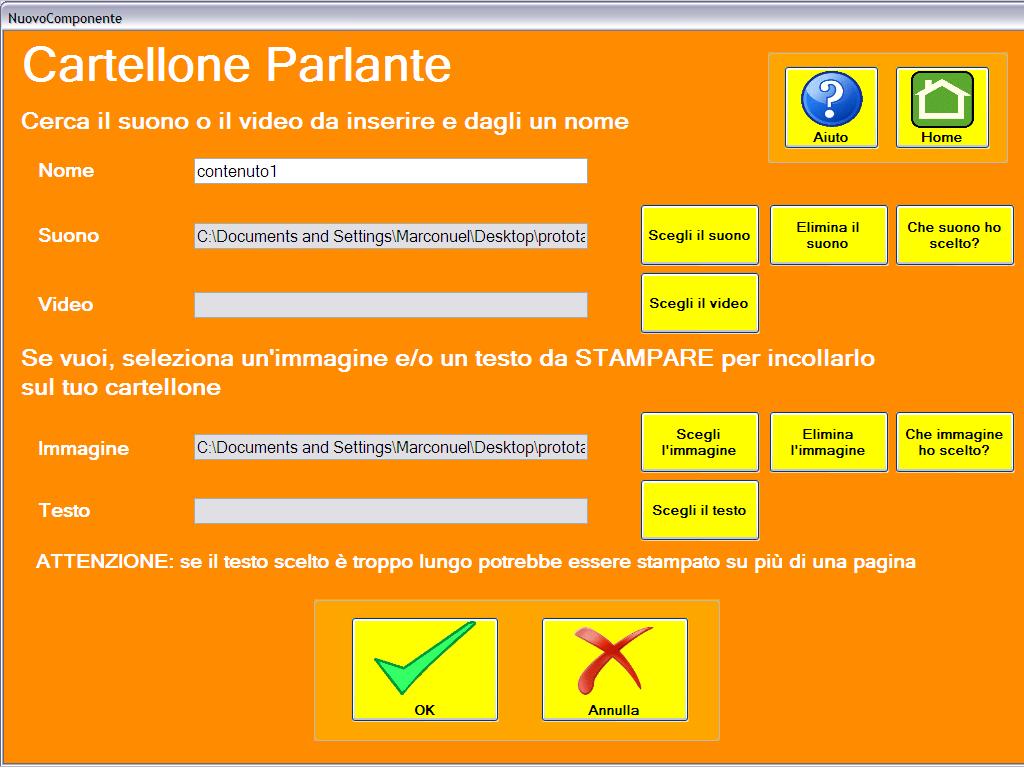 NuovoComponente
Cartellone Parlante
Cerca il suono o il video da inserire e dagli un nome
Aiuto
Home
Nome
contenuto1
Suono
C:\Documents and Settings\Marconuel\Desktop\protota
Scegli il suono
Elimina il
suono
Che suono ho
scelto?
Video
Scegli il video
Se vuoi, seleziona un'immagine e/o un testo da STAMPARE per incollarlo
sul tuo cartellone
Immagine
C:\Documents and Settings\Marconuel\Desktop\protota
Scegli
l'immagine
Elimina
l'immagine
Che immagine
ho scelto?
Testo
Scegli il testo
ATTENZIONE: se il testo scelto è troppo lungo potrebbe essere stampato su più di una pagina
OK
Annulla